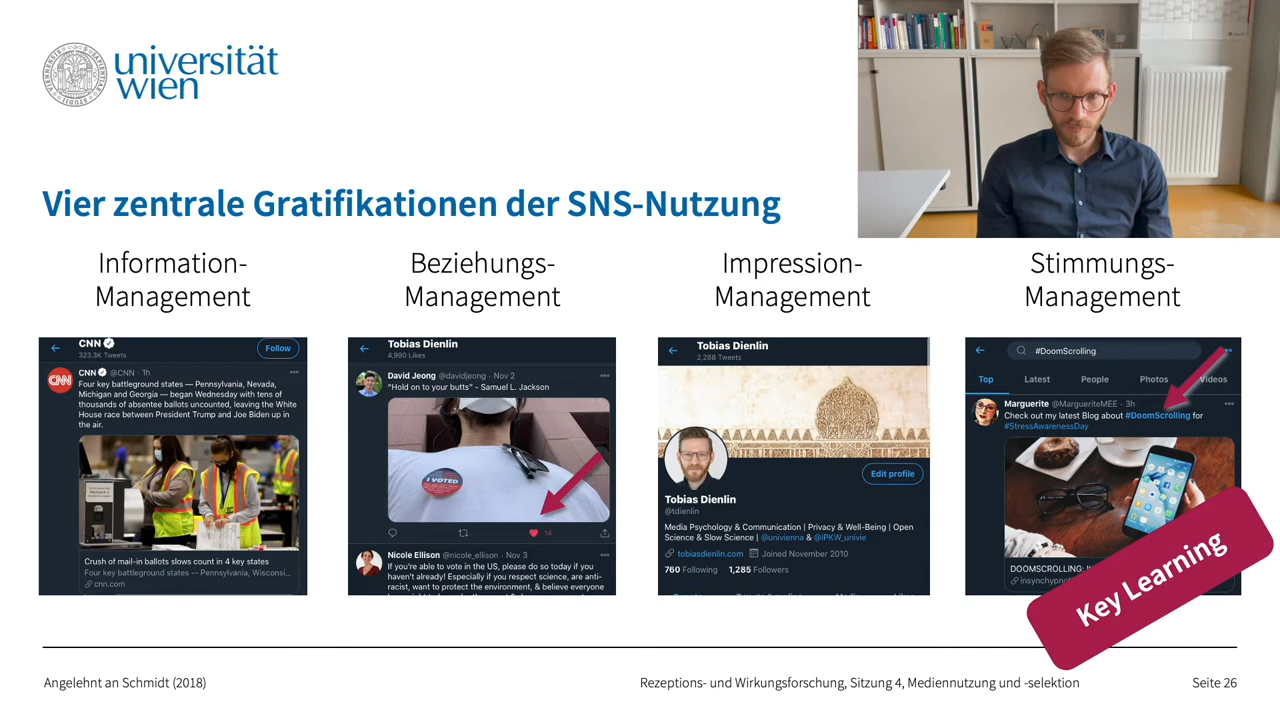 universität
wien
Vier zentrale Gratifikationen der SNS-Nutzung
Information-
Management
Beziehungs-
Management
Impression-
Management
Stimmungs-
Management
CNN
323.3K Tweets
Follow
CNN @CNN · 1h
Four key battleground states — Pennsylvania, Nevada,
Michigan and Georgia — began Wednesday with tens of
thousands of absentee ballots uncounted, leaving the White
House race between President Trump and Joe Biden up in
the air.
Crush of mail-in ballots slows count in 4 key states
Four key battleground states -- Pennsylvania, Wisconsi...
cnn.com
Tobias Dienlin
4,990 Likes
David Jeong @davidjeong · Nov 2
"Hold on to your butts" - Samuel L. Jackson
I VOTED
14
Nicole Ellison @nicole_ellison · Nov 3
If you're able to vote in the US, please do so today if you
haven't already! Especially if you respect science, are anti-
racist, want to protect the environment, & believe everyone
Tobias Dienlin
2,288 Tweets
Edit profile
Tobias Dienlin
@tdienlin
Media Psychology & Communication | Privacy & Well-Being | Open
Science & Slow Science | @univienna & @IPKW_univie
tobiasdienlin.com Joined November 2010
760 Following 1,285 Followers
#DoomScrolling
Top Latest People Photos Videos
Marguerite @MargueriteMEE · 3h
Check out my latest Blog about #DoomScrolling for
#StressAwarenessDay
DOOMSCROLLING:
Key Learning
Angelehnt an Schmidt (2018)
Rezeptions- und Wirkungsforschung, Sitzung 4, Mediennutzung und -selektion
Seite 26